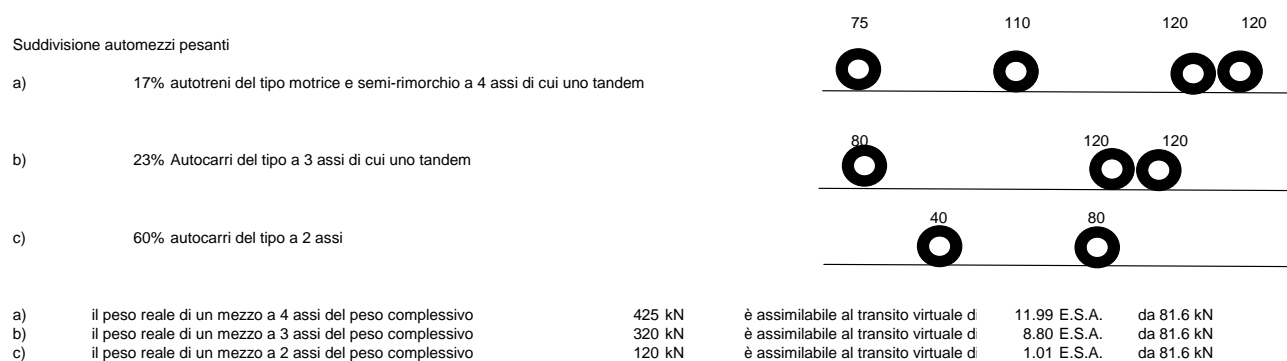 75 110 120 120
Suddivisione automezzi pesanti
a) 17% autotreni del tipo motrice e semi-rimorchio a 4 assi di cui uno tandem
80 120 120
b) 23% Autocarri del tipo a 3 assi di cui uno tandem
40 80
c) 60% autocarri del tipo a 2 assi
a) il peso reale di un mezzo a 4 assi del peso complessivo 425 kN è assimilabile al transito virtuale di 11.99 E.S.A. da 81.6 kN
b) il peso reale di un mezzo a 3 assi del peso complessivo 320 kN è assimilabile al transito virtuale di 8.80 E.S.A. da 81.6 kN
c) il peso reale di un mezzo a 2 assi del peso complessivo 120 kN è assimilabile al transito virtuale di 1.01 E.S.A. da 81.6 kN